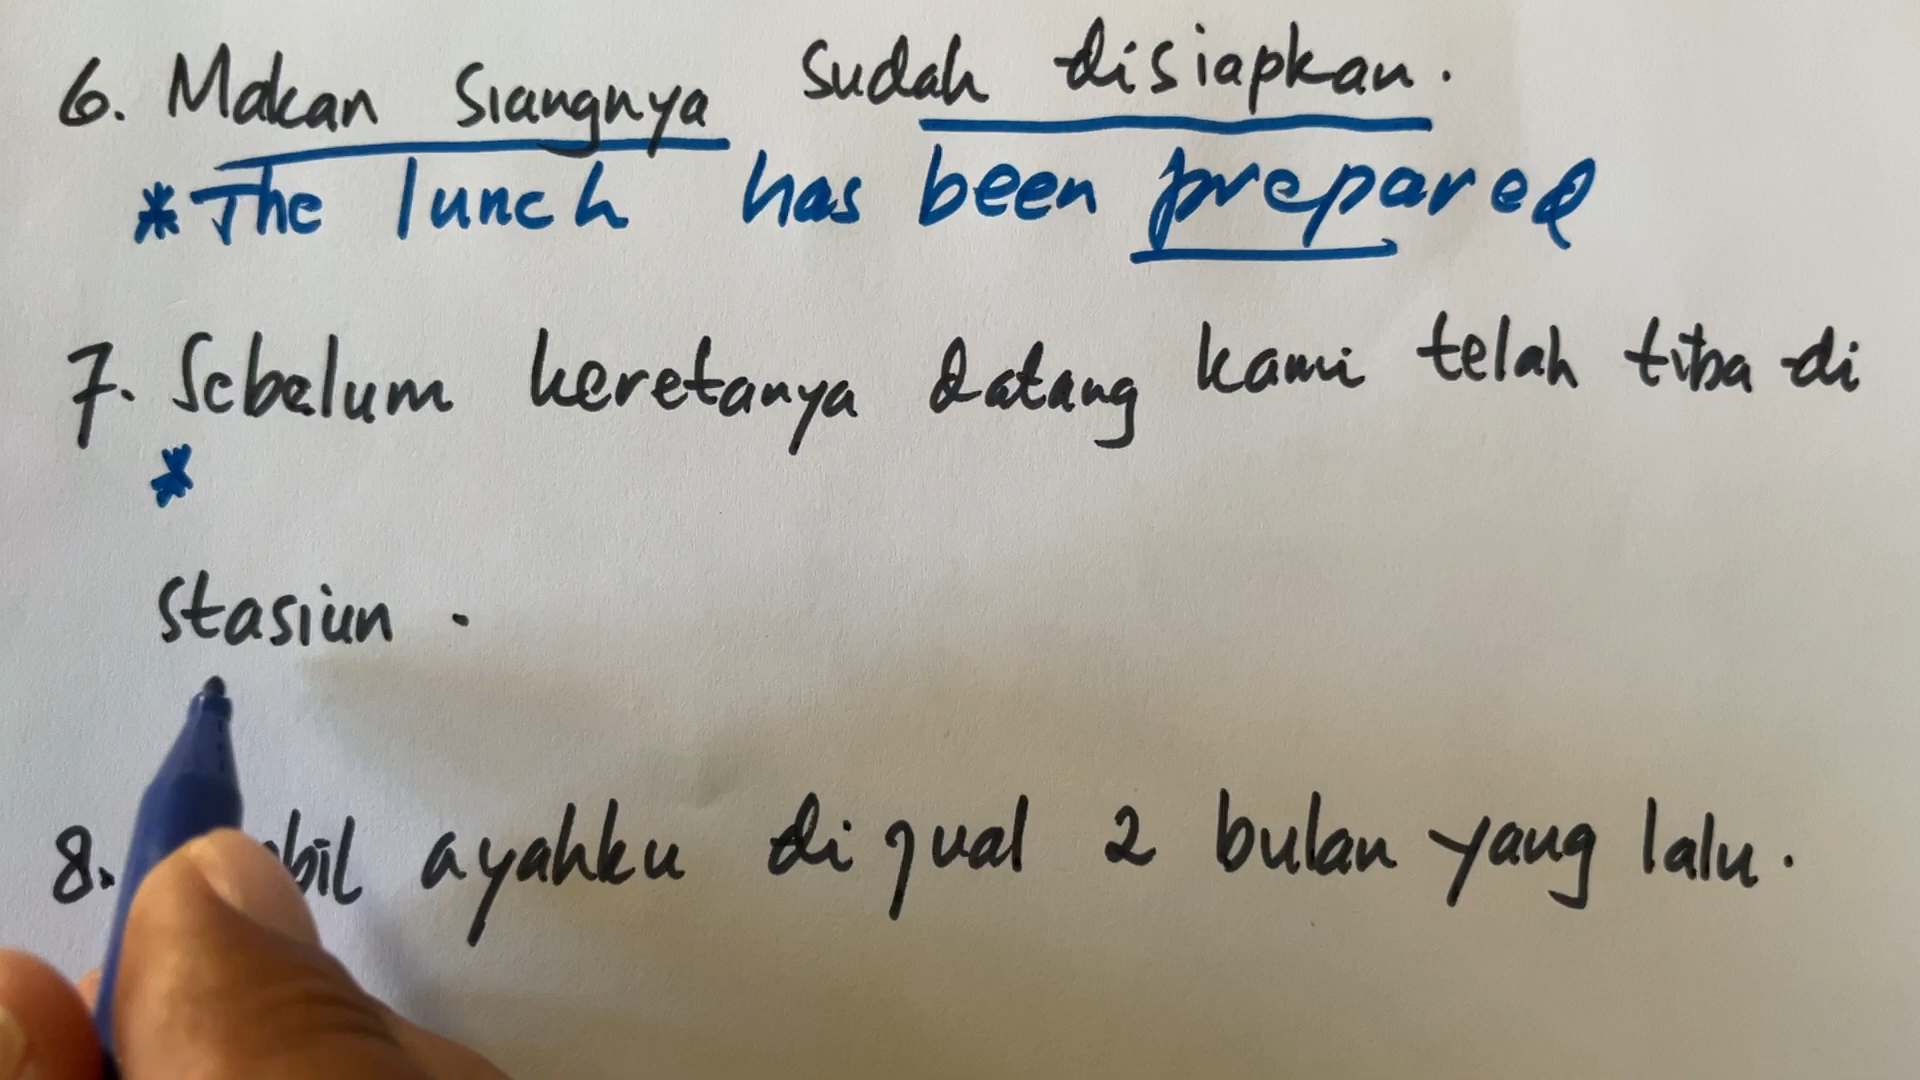 6. Makan siangnya sudah disiapkan.
* The lunch has been prepared
7. Sebelum keretanya datang kami telah tiba di
*
stasiun.
8. ayahku dijual 2 bulan yang lalu.